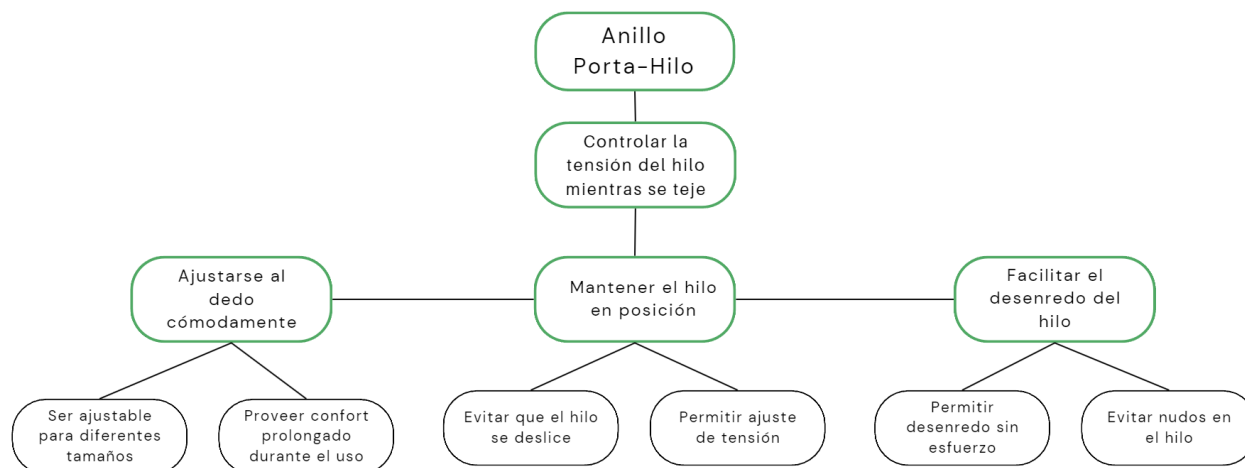 Anillo
Porta-Hilo
Controlar la
tensión del hilo
mientras se teje
Ajustarse al
dedo
cómodamente
Mantener el hilo
en posición
Facilitar el
desenredo del
hilo
Ser ajustable
para diferentes
tamaños
Proveer confort
prolongado
durante el uso
Evitar que el hilo
se deslice
Permitir ajuste
de tensión
Permitir
desenredo sin
esfuerzo
Evitar nudos en
el hilo